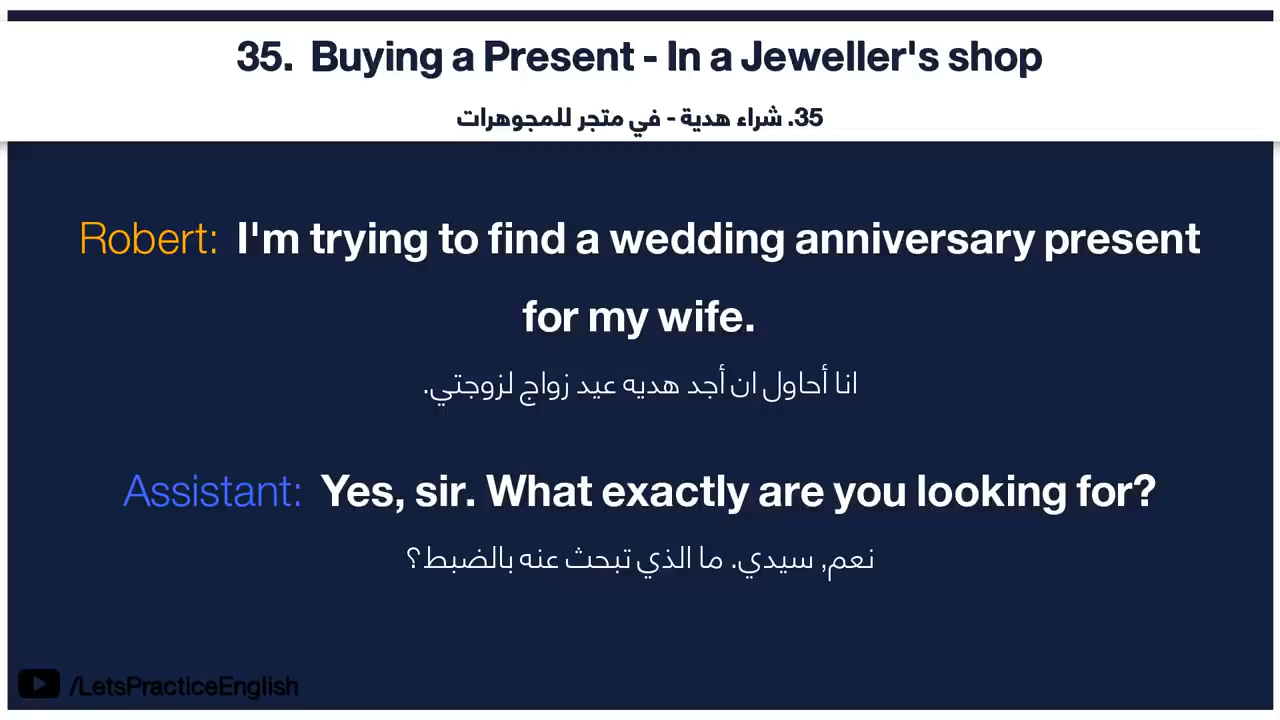 35. Buying a Present - In a Jeweller's shop
35. شراء هدية - في متجر للمجوهرات
Robert: I'm trying to find a wedding anniversary present
for my wife.
انا أحاول ان أجد هديه عيد زواج لزوجتي.
Assistant: Yes, sir. What exactly are you looking for?
نعم, سيدي. ما الذي تبحث عنه بالضبط؟
/LetsPracticeEnglish